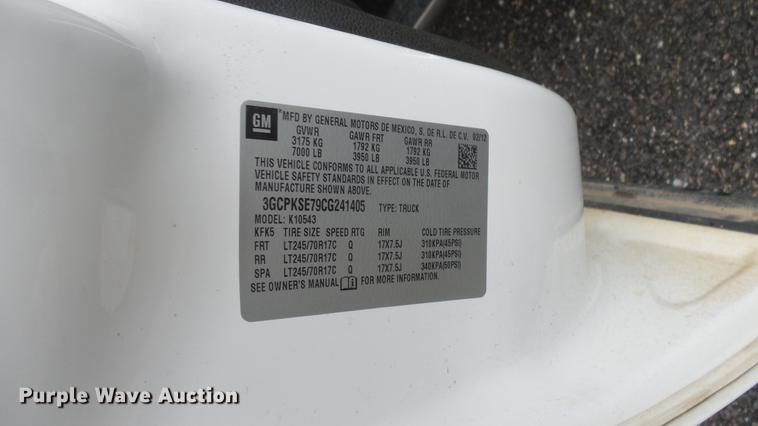 GM
*MFD BY GENERAL MOTORS DE MEXICO, S. DE R.L. DE C.V. 03/12
GVWR GAWR FRT GAWR RR
3175 KG 1792 KG 1792 KG
7000 LB 3950 LB 3950 LB
THIS VEHICLE CONFORMS TO ALL APPLICABLE U.S. FEDERAL MOTOR
VEHICLE SAFETY STANDARDS IN EFFECT ON THE DATE OF
MANUFACTURE SHOWN ABOVE.
3GCPKSE79CG241405 TYPE: TRUCK
MODEL: K10543
KFK5 TIRE SIZE SPEED RTG RIM COLD TIRE PRESSURE
FRT LT245/70R17C Q 17X7.5J 310KPA(45PSI)
RR LT245/70R17C Q 17X7.5J 310KPA(45PSI)
SPA LT245/70R17C Q 17X7.5J 340KPA(50PSI)
SEE OWNER'S MANUAL FOR MORE INFORMATION.
Purple Wave Auction